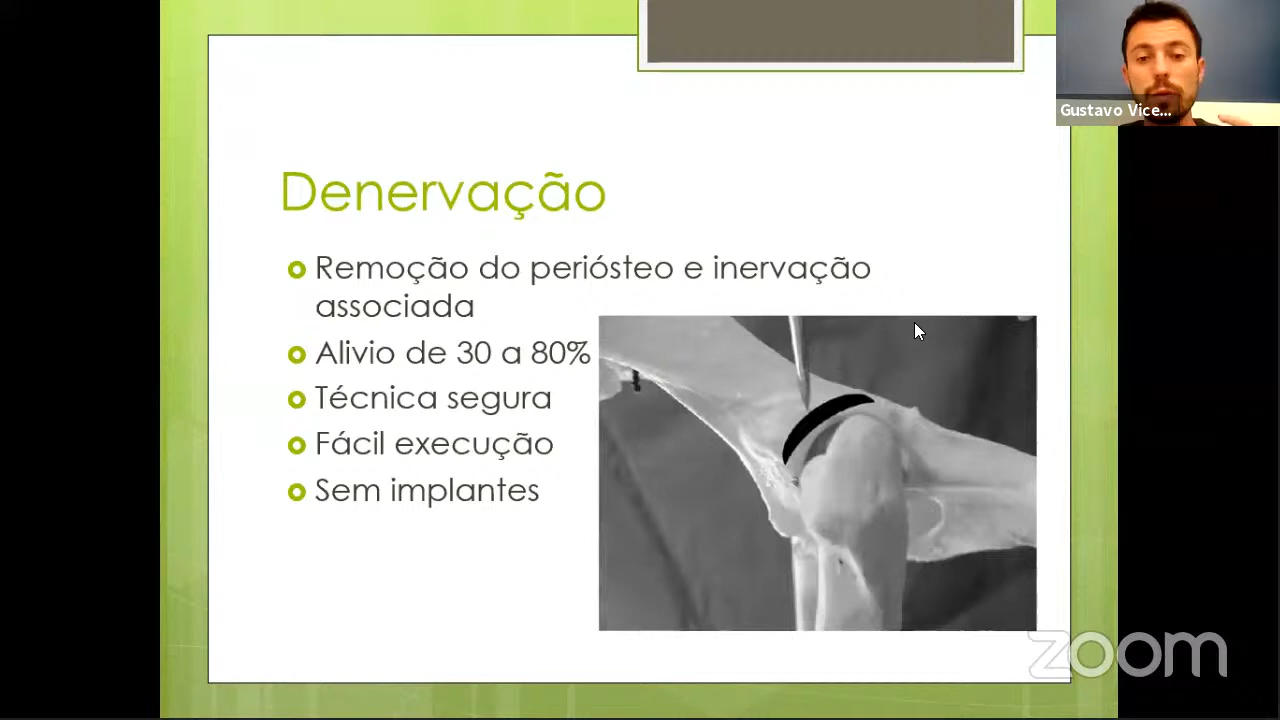 Gustavo Vice...
Denervação
Remoção do periósteo e inervação
associada
Alivio de 30 a 80%
Técnica segura
Fácil execução
Sem implantes
zoom